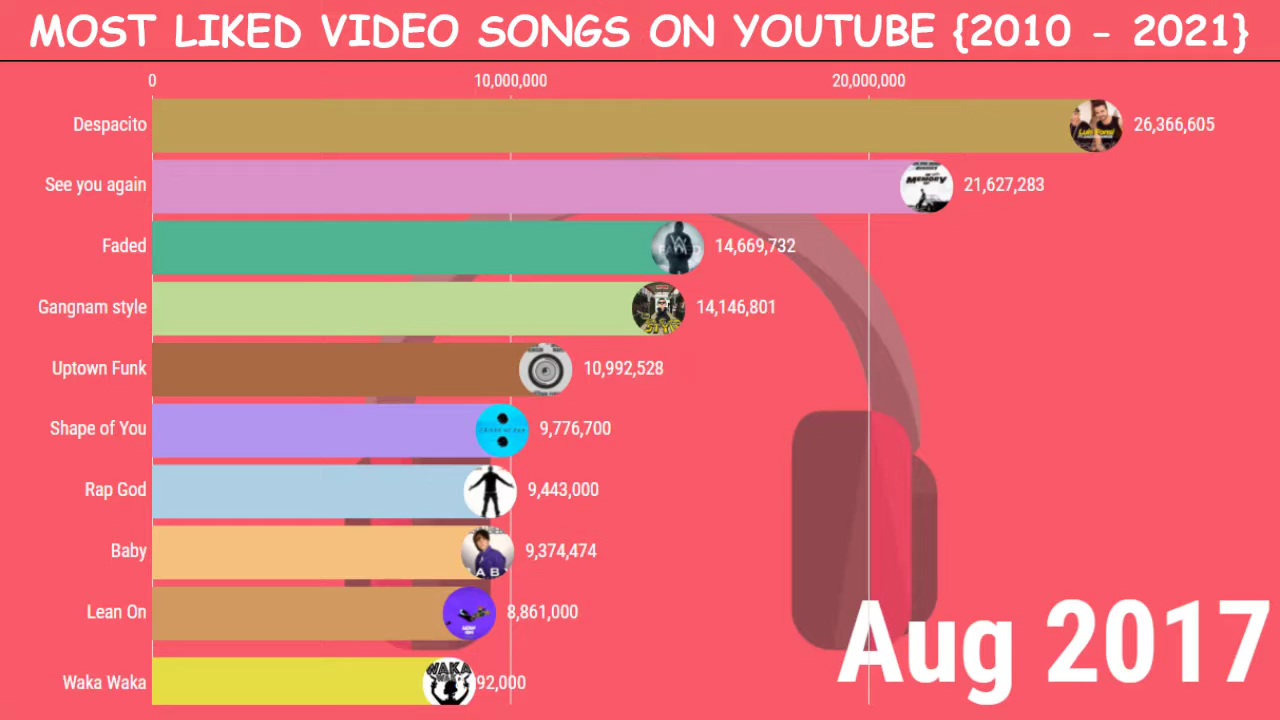 MOST LIKED VIDEO SONGS ON YOUTUBE {2010 - 2021}
0 10,000,000 20,000,000
Despacito 26,366,605
See you again 21,627,283
Faded 14,669,732
Gangnam style 14,146,801
Uptown Funk 10,992,528
Shape of You 9,776,700
Rap God 9,443,000
Baby 9,374,474
Lean On 8,861,000
Waka Waka WAKA 92,000
Aug 2017